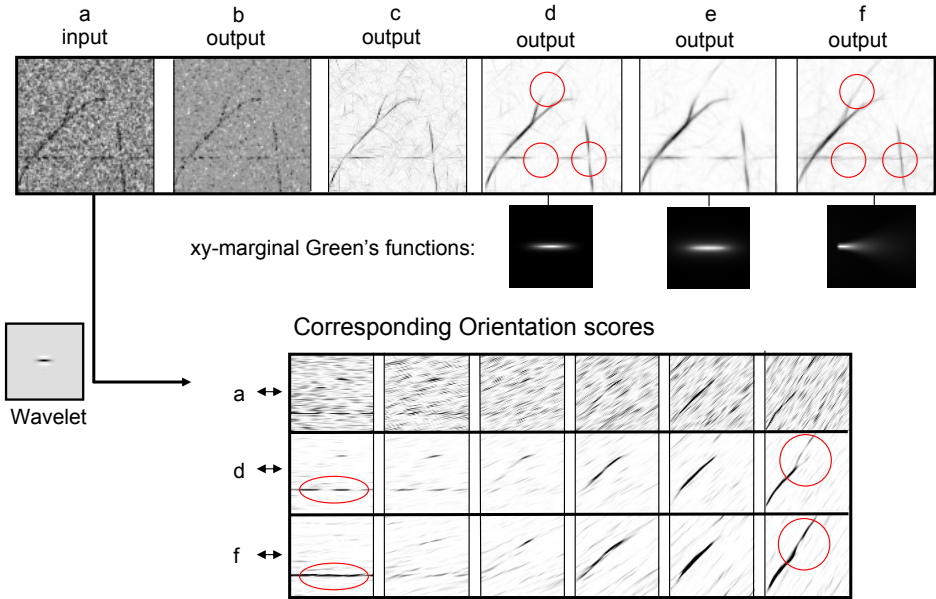 a b c d e f
input output output output output output
xy-marginal Green's functions:
Corresponding Orientation scores
Wavelet
a
d
f